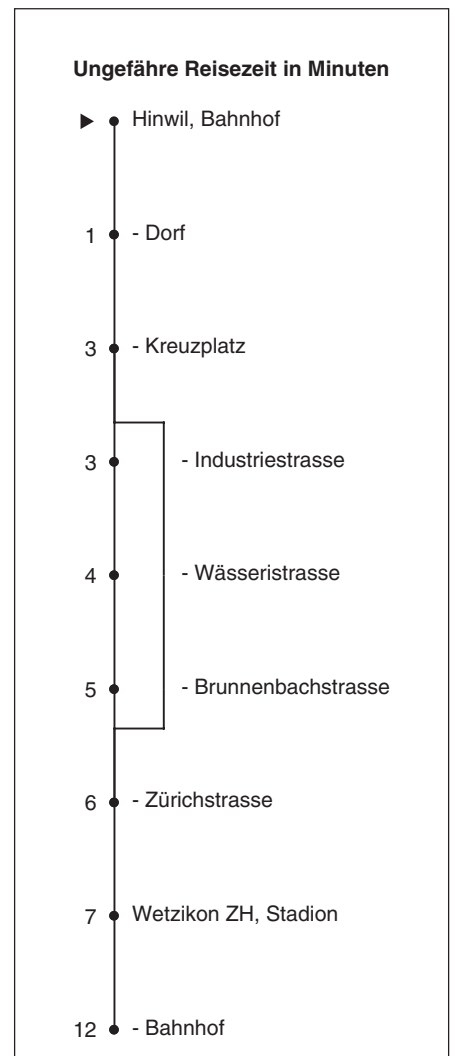 Ungefähre Reisezeit in Minuten
Hinwil, Bahnhof
1 - Dorf
3 - Kreuzplatz
3 - Industriestrasse
4 - Wässeristrasse
5 - Brunnenbachstrasse
6 - Zürichstrasse
7 Wetzikon ZH, Stadion
12 - Bahnhof